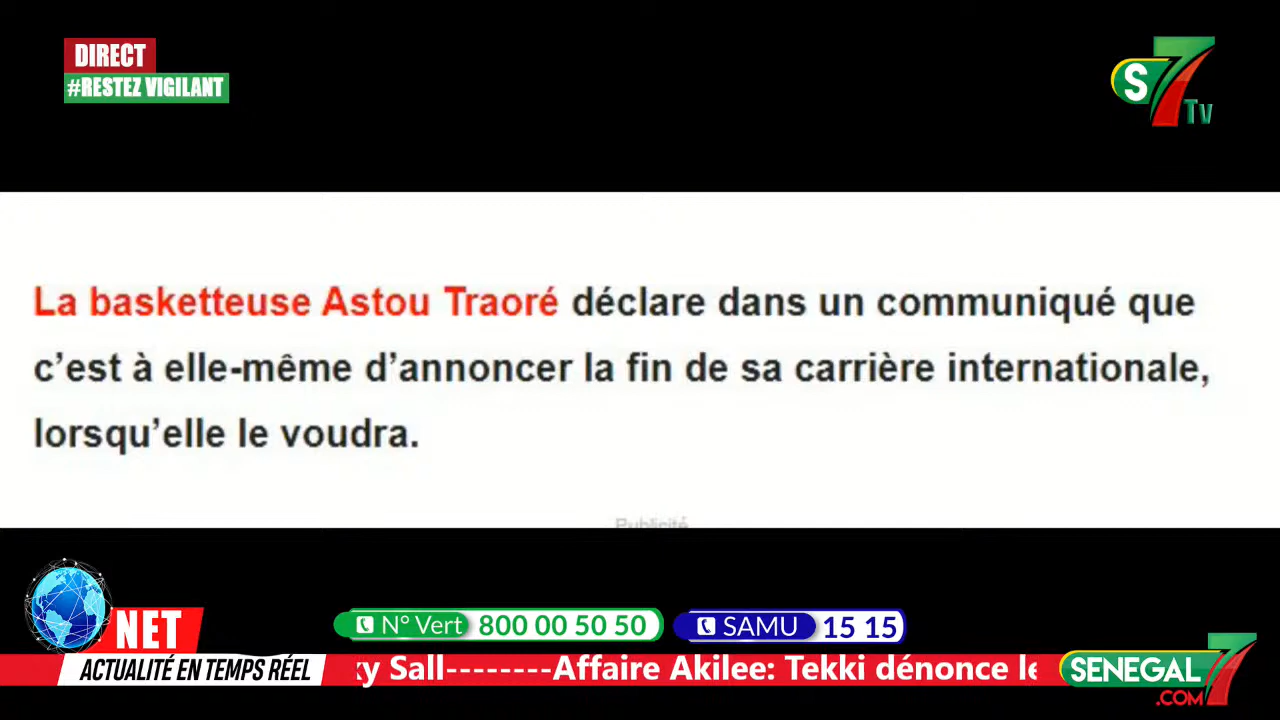 DIRECT
#RESTEZ VIGILANT
S7 Tv
La basketteuse Astou Traoré déclare dans un communiqué que
c’est à elle-même d’annoncer la fin de sa carrière internationale,
lorsqu’elle le voudra.
Publicité
NET
N° Vert 800 00 50 50
SAMU 15 15
ACTUALITÉ EN TEMPS RÉEL
Sall--------Affaire Akilee: Tekki dénonce
SENEGAL7
.COM